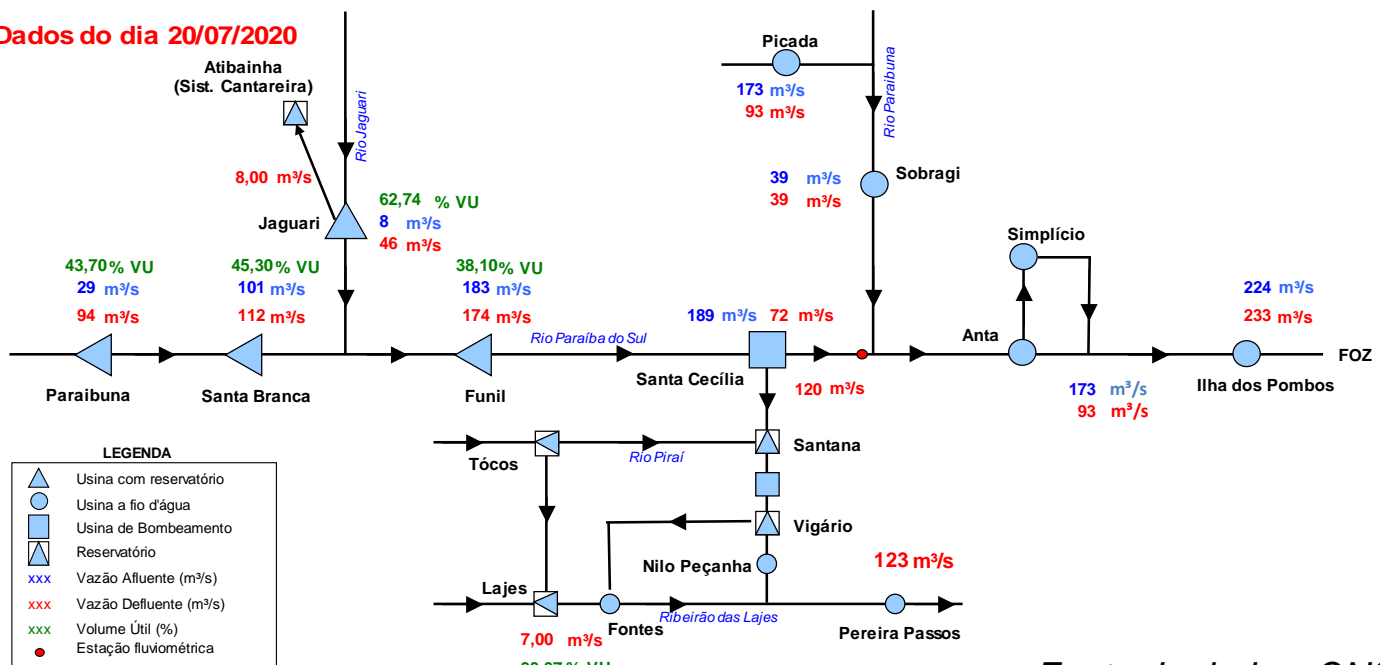 Dados do dia 20/07/2020
Atibainha
(Sist. Cantareira)
Rio Jaguari
8,00 m³/s
Jaguari
62,74 % VU
8 m³/s
46 m³/s
Picada
173 m³/s
93 m³/s
Rio Paraibuna
39 m³/s
39 m³/s
Sobragi
43,70% VU
29 m³/s
94 m³/s
Paraibuna
45,30% VU
101 m³/s
112 m³/s
Santa Branca
38,10% VU
183 m³/s
174 m³/s
Funil
Rio Paraíba do Sul
189 m³/s 72 m³/s
Santa Cecília
120 m³/s
Simplício
Anta
173 m³/s
93 m³/s
224 m³/s
233 m³/s
Ilha dos Pombos
FOZ
Tócos
Rio Piraí
Santana
Vigário
Nilo Peçanha
123 m³/s
Lajes
7,00 m³/s
Fontes
Ribeirão das Lajes
Pereira Passos
LEGENDA
Usina com reservatório
Usina a fio d'água
Usina de Bombeamento
Reservatório
xxx Vazão Afluente (m³/s)
xxx Vazão Defluente (m³/s)
xxx Volume Útil (%)
Estação fluviométrica